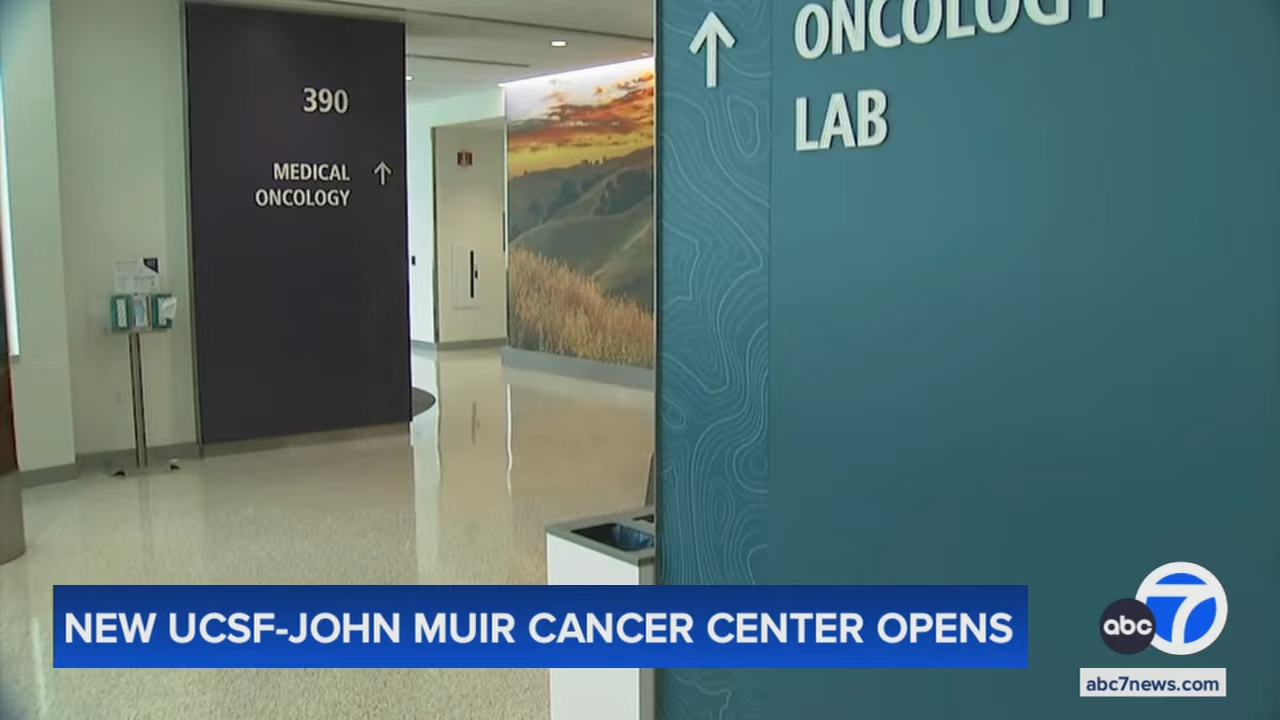 ONCOLOGY
LAB
390
MEDICAL
ONCOLOGY
NEW UCSF-JOHN MUIR CANCER CENTER OPENS
abc 7
abc7news.com